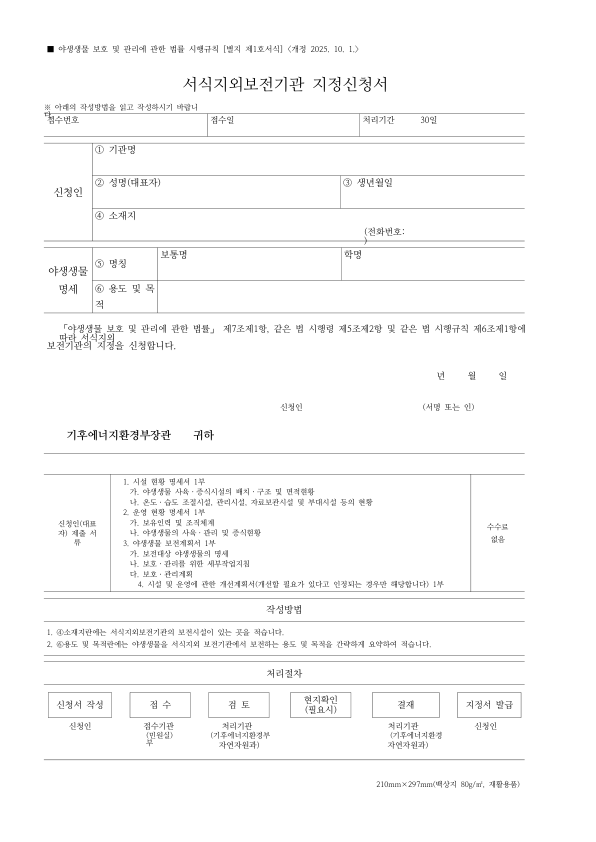 ■ 야생생물 보호 및 관리에 관한 법률 시행규칙 [별지 제1호서식] 〈개정 2025. 10. 1.〉
서식지외보전기관 지정신청서
※ 아래의 작성방법을 읽고 작성하시기 바랍니
다.
접수번호 접수일 처리기간 30일
신청인
① 기관명
② 성명(대표자) ③ 생년월일
④ 소재지
(전화번호:
)
야생생물
명세
⑤ 명칭 보통명 학명
⑥ 용도 및 목
적
「야생생물 보호 및 관리에 관한 법률」 제7조제1항, 같은 법 시행령 제5조제2항 및 같은 법 시행규칙 제6조제1항에
따라 서식지외
보전기관의 지정을 신청합니다.
년 월 일
신청인 (서명 또는 인)
기후에너지환경부장관 귀하
신청인(대표
자) 제출 서
류
1. 시설 현황 명세서 1부
가. 야생생물 사육ㆍ증식시설의 배치ㆍ구조 및 면적현황
나. 온도ㆍ습도 조절시설, 관리시설, 자료보관시설 및 부대시설 등의 현황
2. 운영 현황 명세서 1부
가. 보유인력 및 조직체계
나. 야생생물의 사육ㆍ관리 및 증식현황
3. 야생생물 보전계획서 1부
가. 보전대상 야생생물의 명세
나. 보호ㆍ관리를 위한 세부작업지침
다. 보호ㆍ관리계획
4. 시설 및 운영에 관한 개선계획서(개선할 필요가 있다고 인정되는 경우만 해당합니다) 1부
수수료
없음
작성방법
1. ④소재지란에는 서식지외보전기관의 보전시설이 있는 곳을 적습니다.
2. ⑥용도 및 목적란에는 야생생물을 서식지외 보전기관에서 보전하는 용도 및 목적을 간략하게 요약하여 적습니다.
처리절차
신청서 작성 접 수 검 토 현지확인
(필요시) 결재 지정서 발급
신청인 접수기관
(민원실)
부 처리기관
(기후에너지환경부
자연자원과) 처리기관
(기후에너지환경
자연자원과) 신청인
210mm×297mm(백상지 80g/㎡, 재활용품)